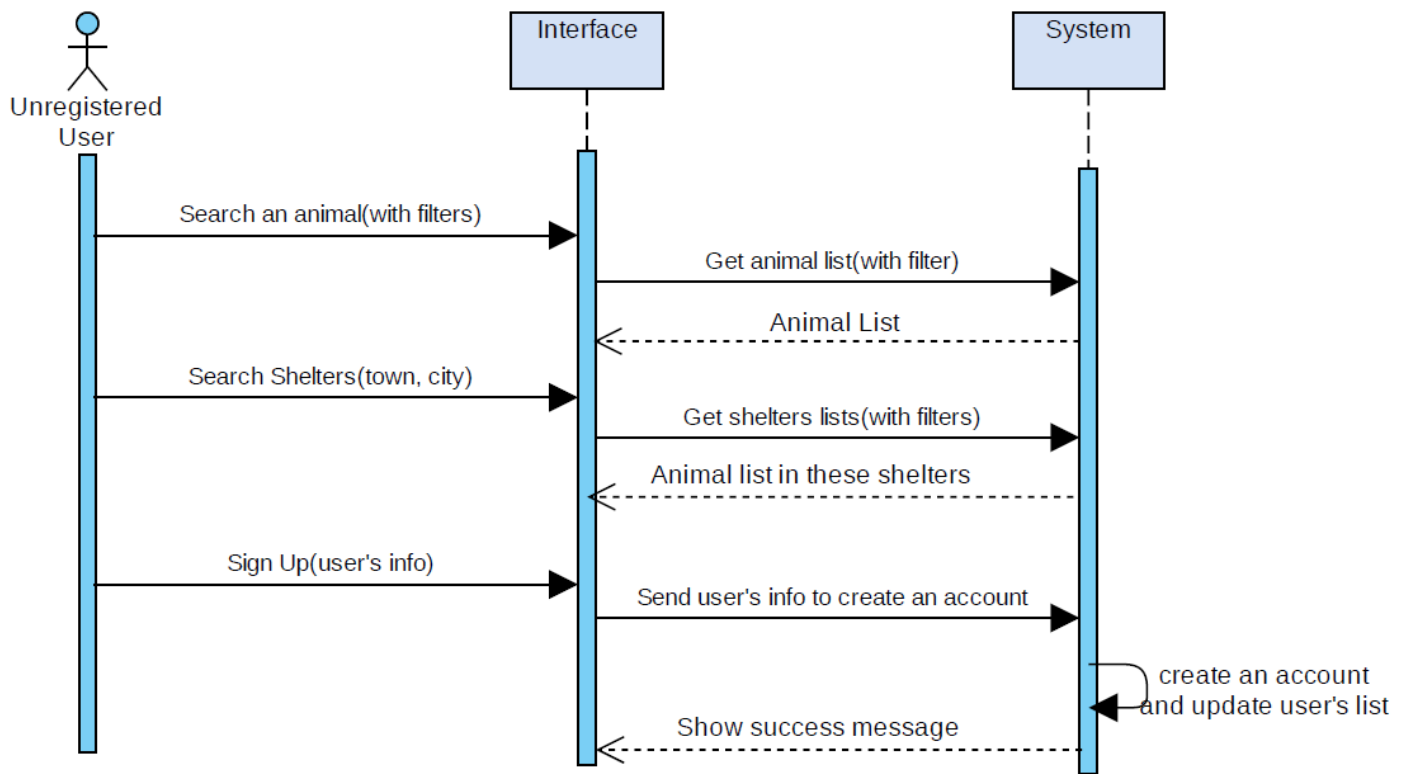 Interface
System
Unregistered
User
Search an animal(with filters)
Get animal list(with filter)
Animal List
Search Shelters(town, city)
Get shelters lists(with filters)
Animal list in these shelters
Sign Up(user's info)
Send user's info to create an account
create an account
and update user's list
Show success message